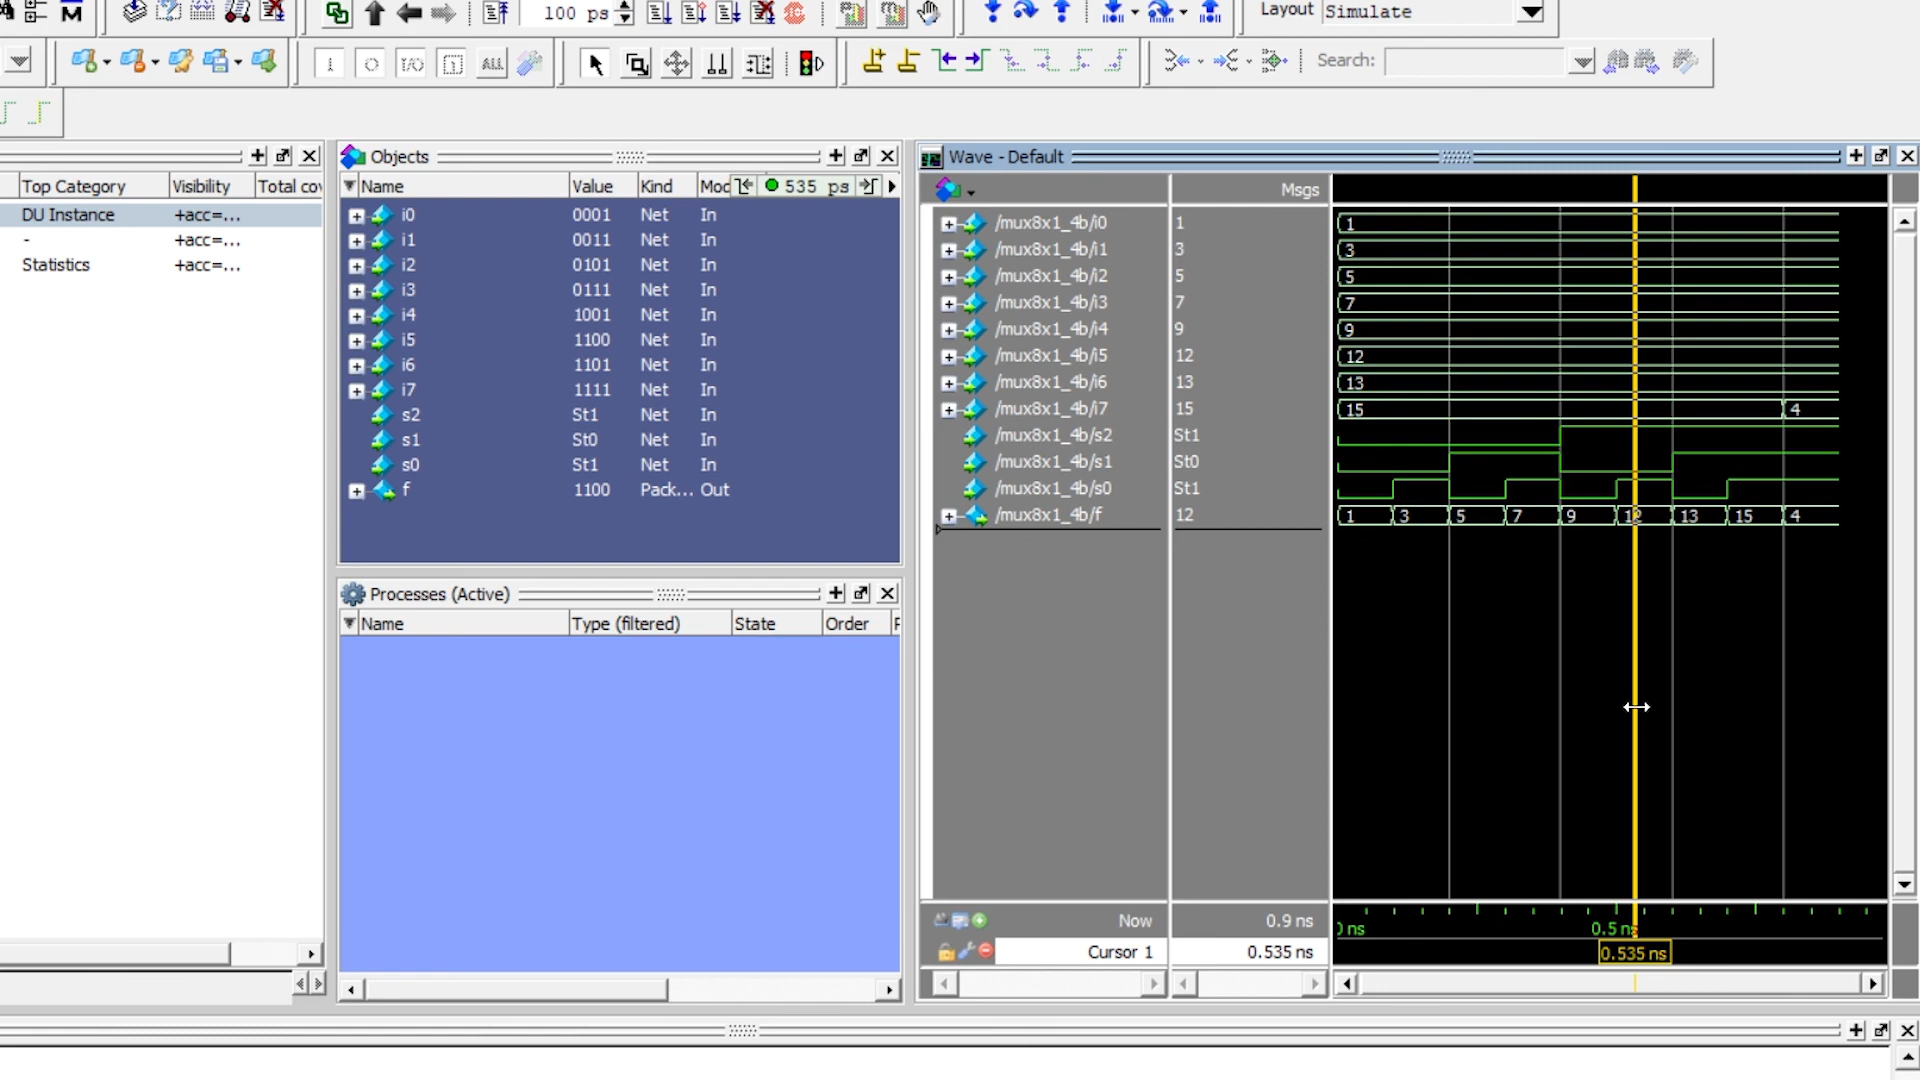 100 ps
Layout Simulate
I/O
ALL
Search:
Top Category Visibility Total cov
DU Instance +acc=...
- +acc=...
Statistics +acc=...
Objects
Name Value Kind Mod 535 ps
i0 0001 Net In
i1 0011 Net In
i2 0101 Net In
i3 0111 Net In
i4 1001 Net In
i5 1100 Net In
i6 1101 Net In
i7 1111 Net In
s2 St1 Net In
s1 St0 Net In
s0 St1 Net In
f 1100 Pack... Out
Processes (Active)
Name Type (filtered) State Order
Wave - Default
Msgs
/mux8x1_4b/i0 1 1
/mux8x1_4b/i1 3 3
/mux8x1_4b/i2 5 5
/mux8x1_4b/i3 7 7
/mux8x1_4b/i4 9 9
/mux8x1_4b/i5 12 12
/mux8x1_4b/i6 13 13
/mux8x1_4b/i7 15 15 4
/mux8x1_4b/s2 St1
/mux8x1_4b/s1 St0
/mux8x1_4b/s0 St1
/mux8x1_4b/f 12 1 3 5 7 9 12 13 15 4
Now 0.9 ns ns 0.5 ns
Cursor 1 0.535 ns 0.535 ns